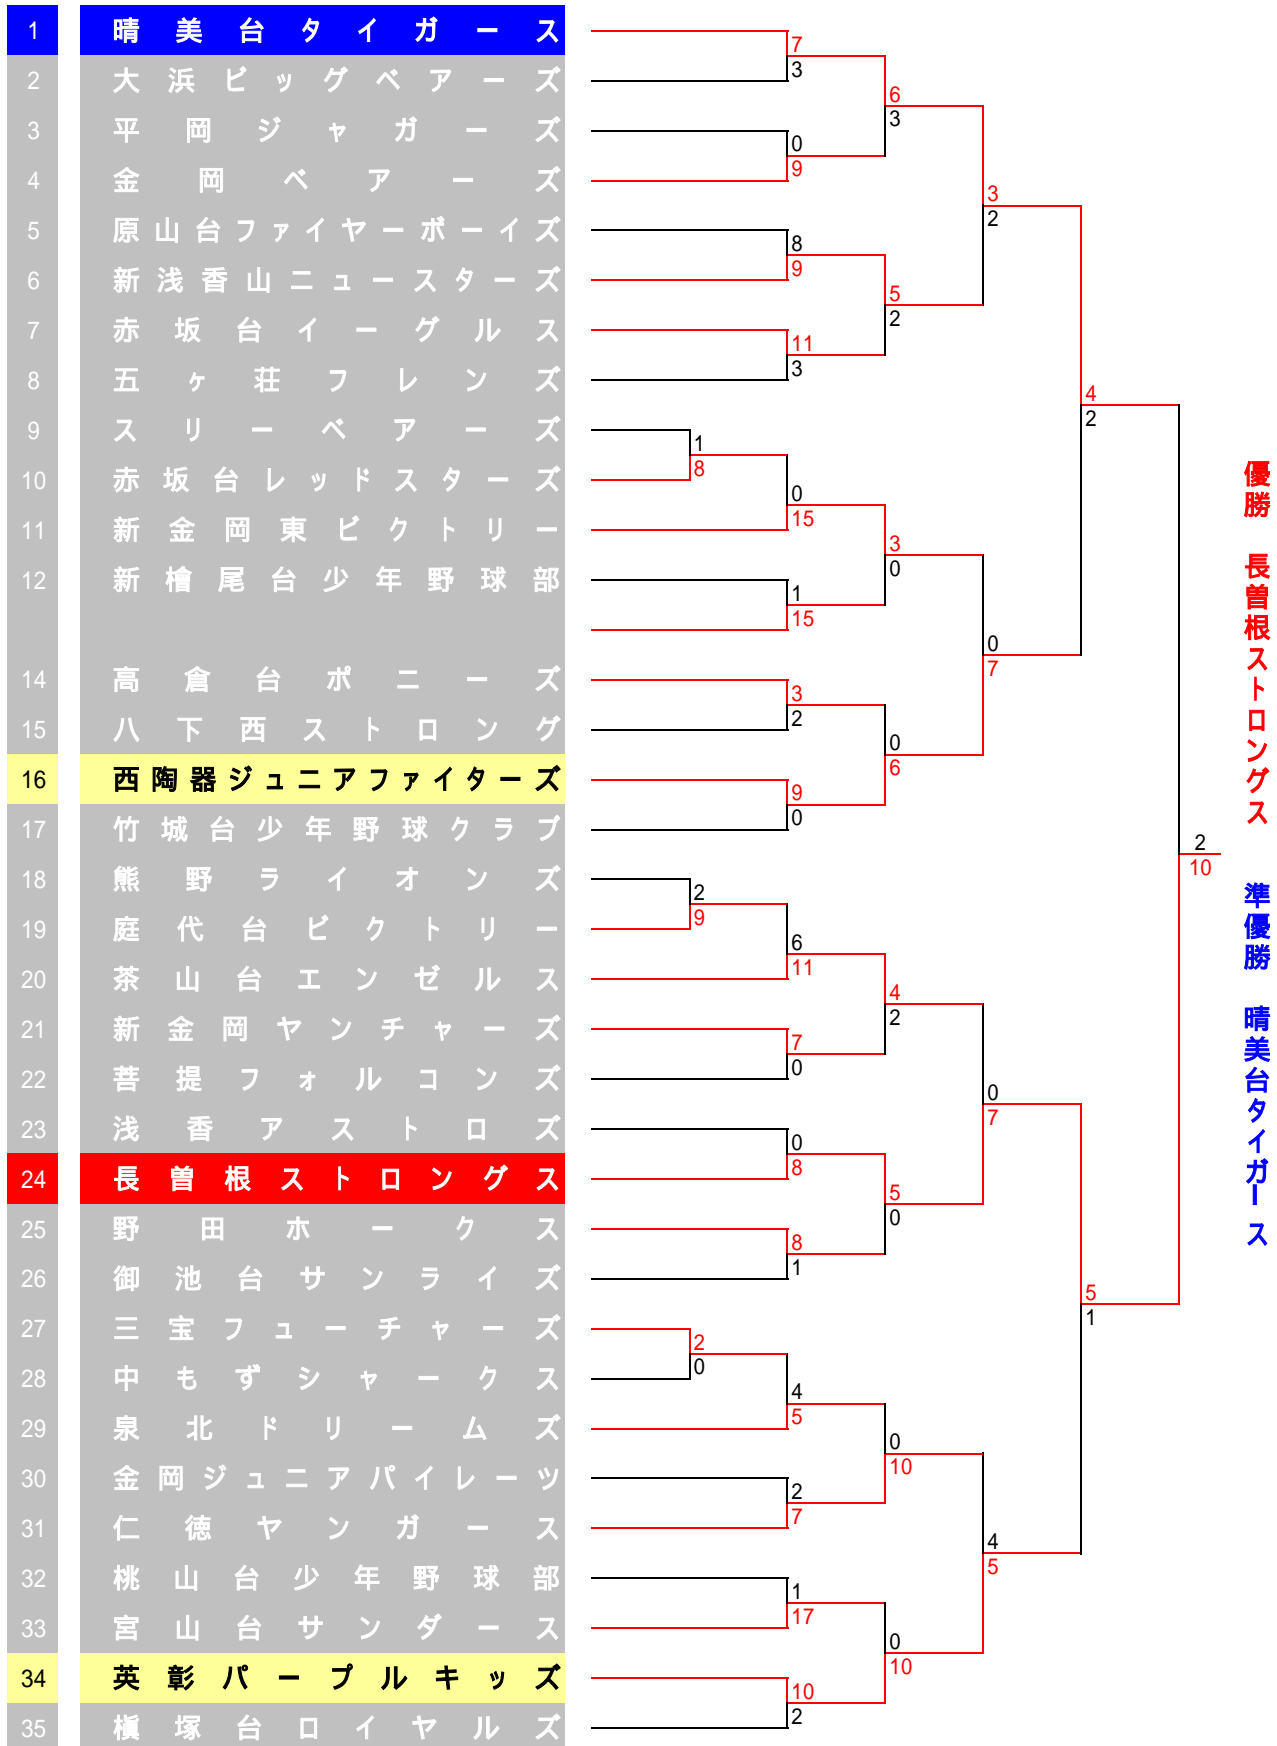 1 晴美台タイガース
2 大浜ビッグベアーズ
3 平岡ジャガーズ
4 金岡ベアーズ
5 原山台ファイヤーボーイズ
6 新浅香山ニュースターズ
7 赤坂台イーグルス
8 五ヶ荘フレンズ
9 スリーベアーズ
10 赤坂台レッドスターズ
11 新金岡東ビクトリー
12 新檜尾台少年野球部
14 高倉台ポニーズ
15 八下西ストロング
16 西陶器ジュニアファイターズ
17 竹城台少年野球クラブ
18 熊野ライオンズ
19 庭代台ビクトリー
20 茶山台エンゼルス
21 新金岡ヤンチャーズ
22 菩提フォルコンズ
23 浅香アストロズ
24 長曽根ストロングス
25 野田ホークス
26 御池台サンライズ
27 三宝フューチャーズ
28 中もずシャークス
29 泉北ドリームズ
30 金岡ジュニアパイレーツ
31 仁徳ヤンガース
32 桃山台少年野球部
33 宮山台サンダース
34 英彰パープルキッズ
35 槇塚台ロイヤルズ
1
8
2
9
2
0
7
3
0
9
8
9
11
3
0
15
1
15
3
2
9
0
6
11
7
0
0
8
8
1
4
5
2
7
1
17
10
2
6
3
5
2
3
0
0
6
4
2
5
0
0
10
0
10
3
2
0
7
0
7
4
5
4
2
5
1
2
10
優勝 長曽根ストロングス
準優勝 晴美台タイガース